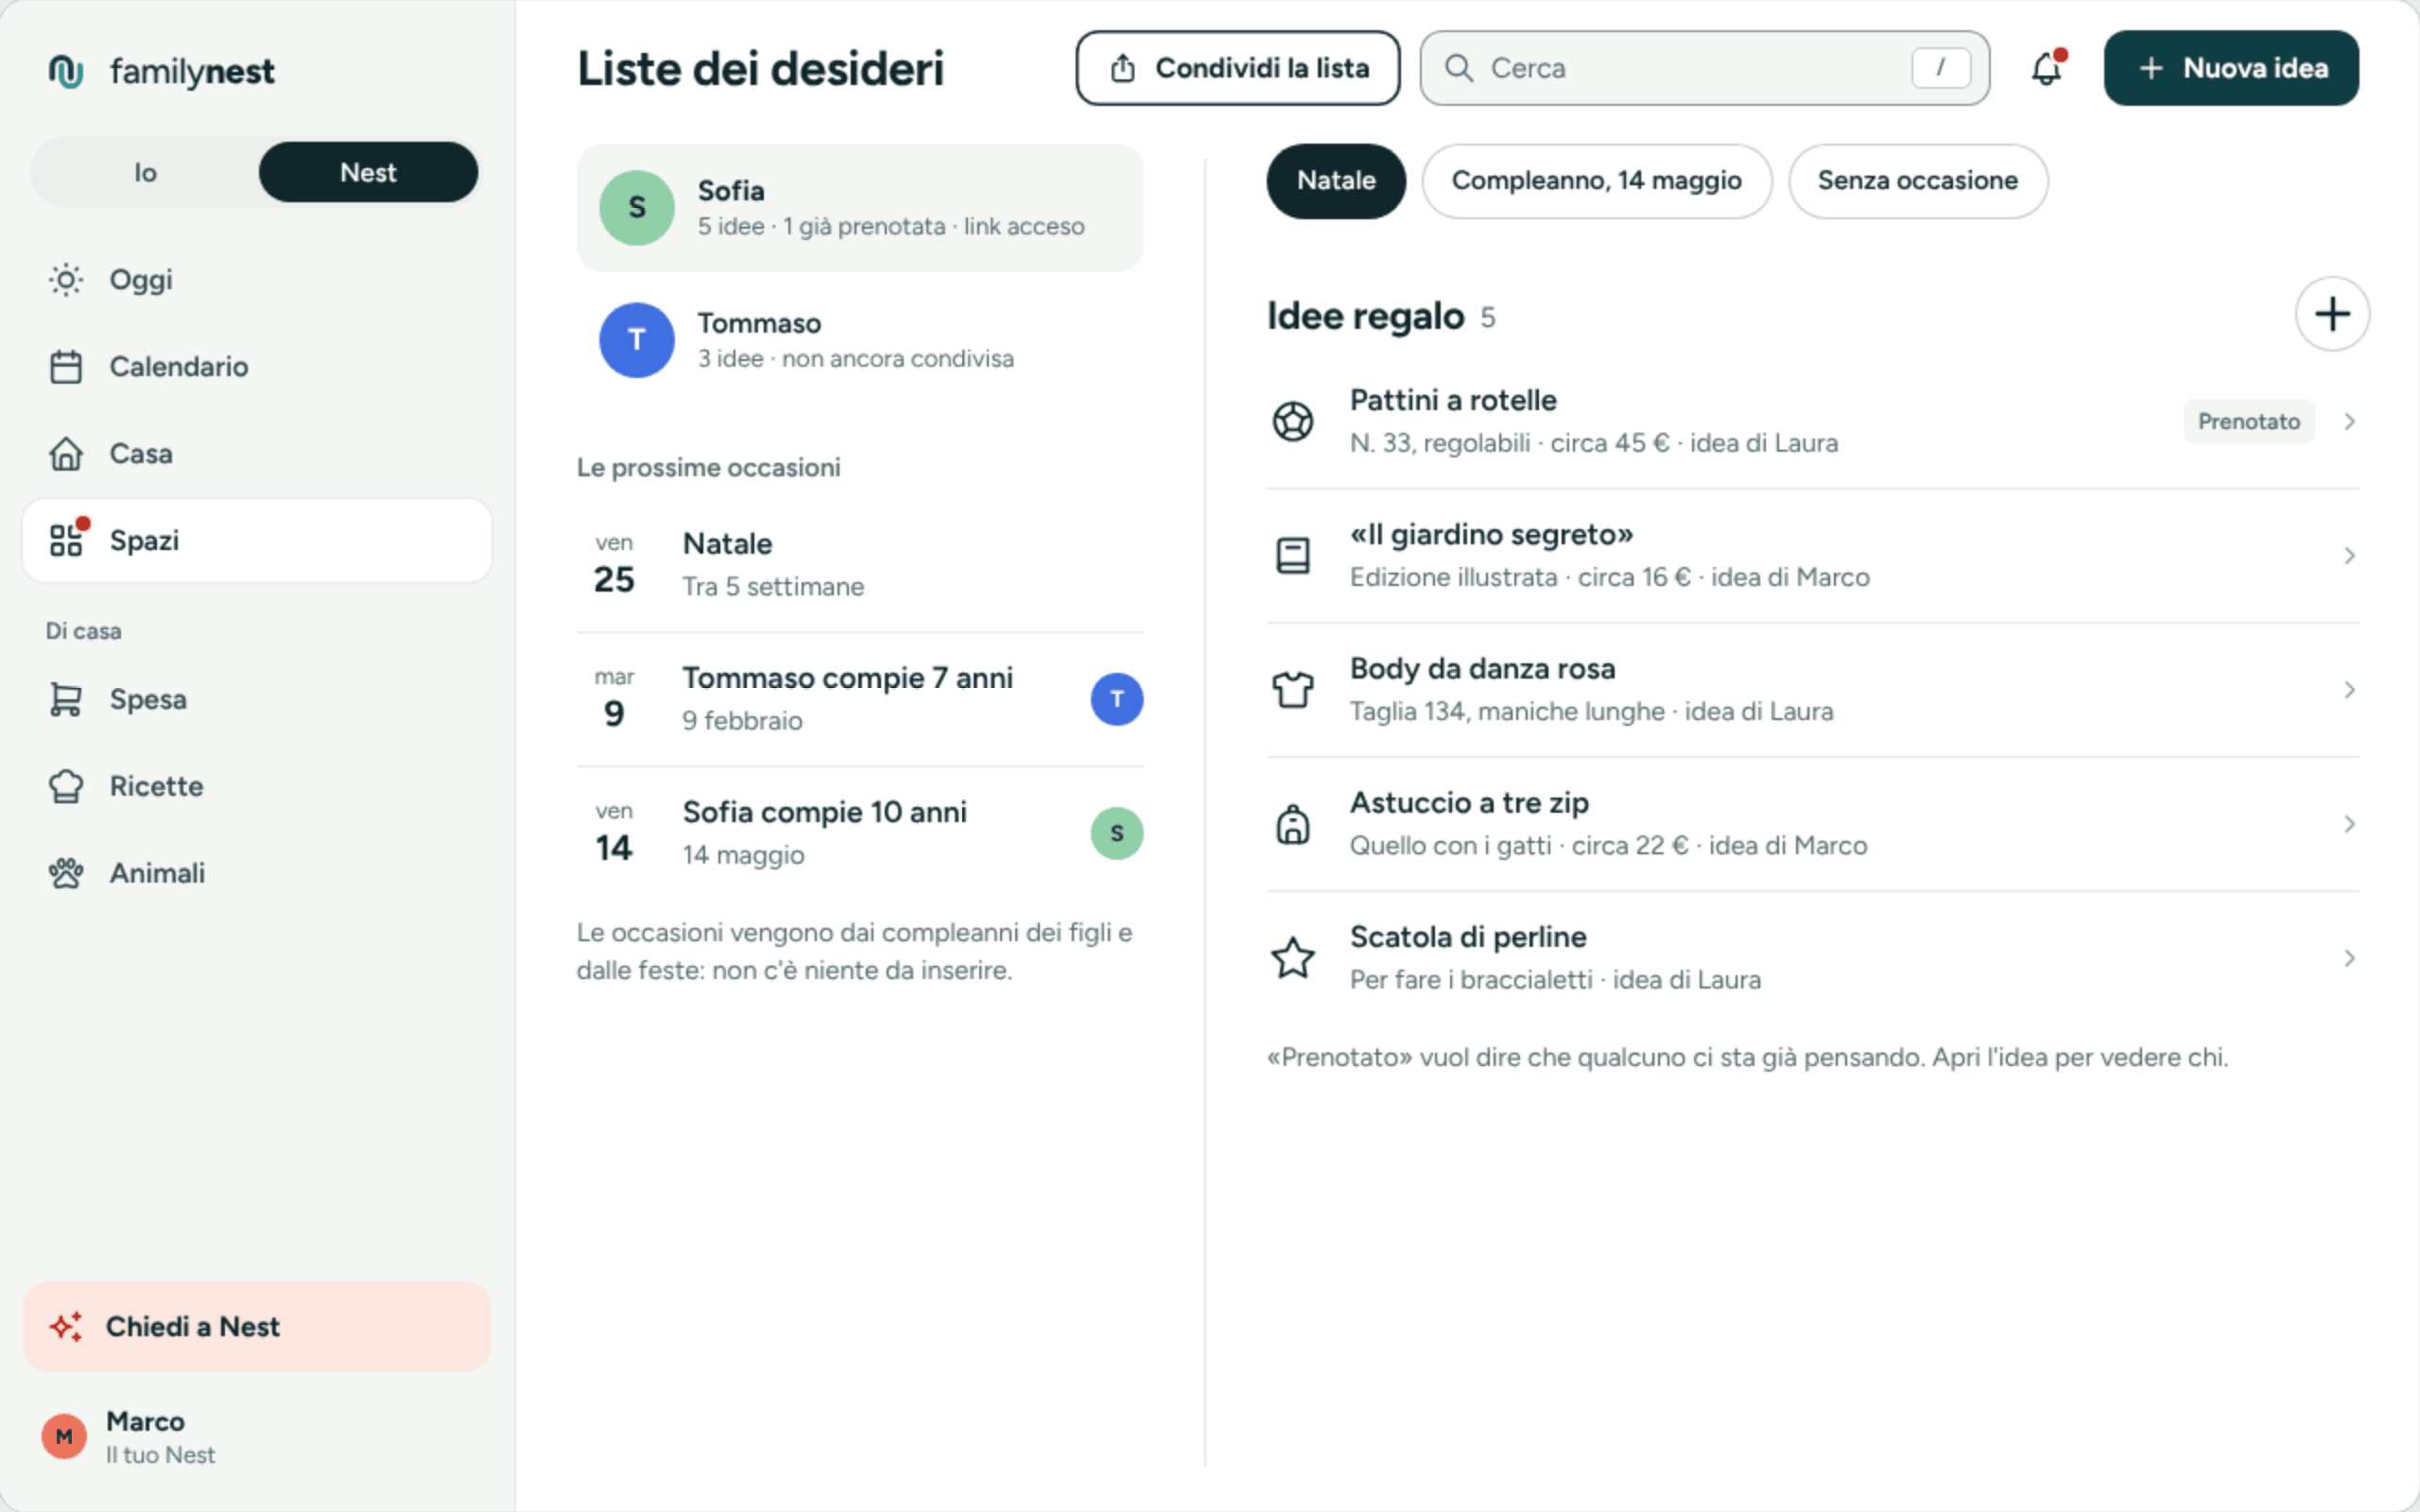 familynest
Io
Nest
Oggi
Calendario
Casa
Spazi
Di casa
Spesa
Ricette
Animali
Chiedi a Nest
M
Marco
Il tuo Nest
Liste dei desideri
Condividi la lista
Cerca
/
+ Nuova idea
S
Sofia
5 idee · 1 già prenotata · link acceso
T
Tommaso
3 idee · non ancora condivisa
Le prossime occasioni
ven
25
Natale
Tra 5 settimane
mar
9
Tommaso compie 7 anni
9 febbraio
T
ven
14
Sofia compie 10 anni
14 maggio
S
Le occasioni vengono dai compleanni dei figli e
dalle feste: non c'è niente da inserire.
Natale
Compleanno, 14 maggio
Senza occasione
Idee regalo 5
Pattini a rotelle
N. 33, regolabili · circa 45 € · idea di Laura
Prenotato
«Il giardino segreto»
Edizione illustrata · circa 16 € · idea di Marco
Body da danza rosa
Taglia 134, maniche lunghe · idea di Laura
Astuccio a tre zip
Quello con i gatti · circa 22 € · idea di Marco
Scatola di perline
Per fare i braccialetti · idea di Laura
«Prenotato» vuol dire che qualcuno ci sta già pensando. Apri l'idea per vedere chi.